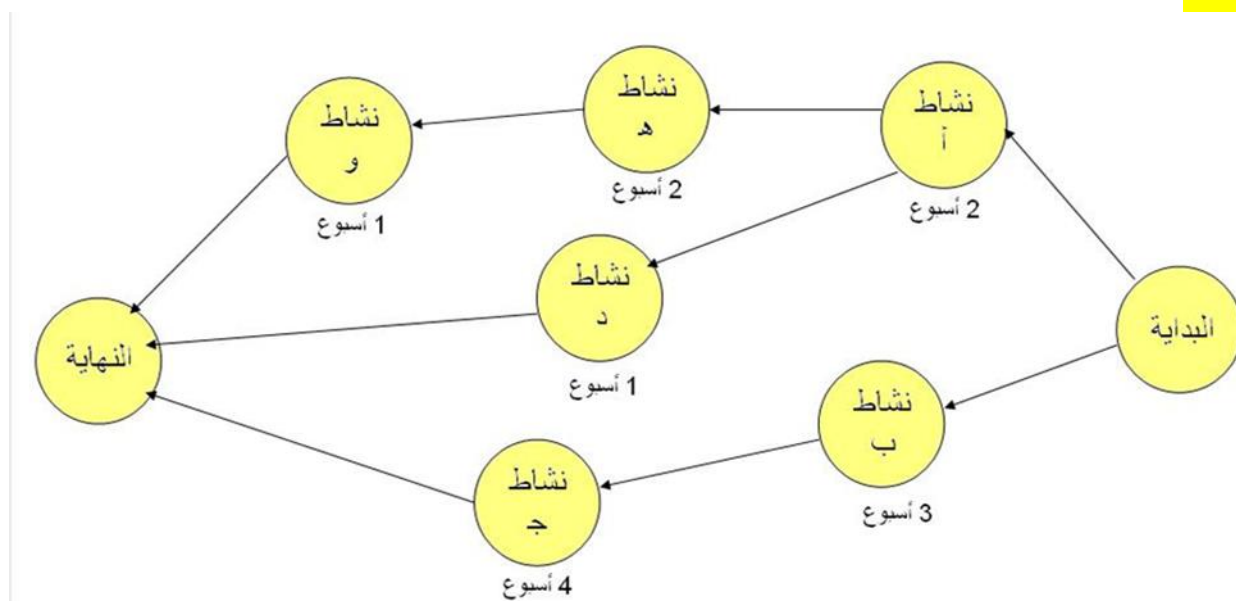 البداية
نشاط
أ
2 أسبوع
نشاط
ه
2 أسبوع
نشاط
و
1 أسبوع
نشاط
د
1 أسبوع
نشاط
ب
3 أسبوع
نشاط
ج
4 أسبوع
النهاية